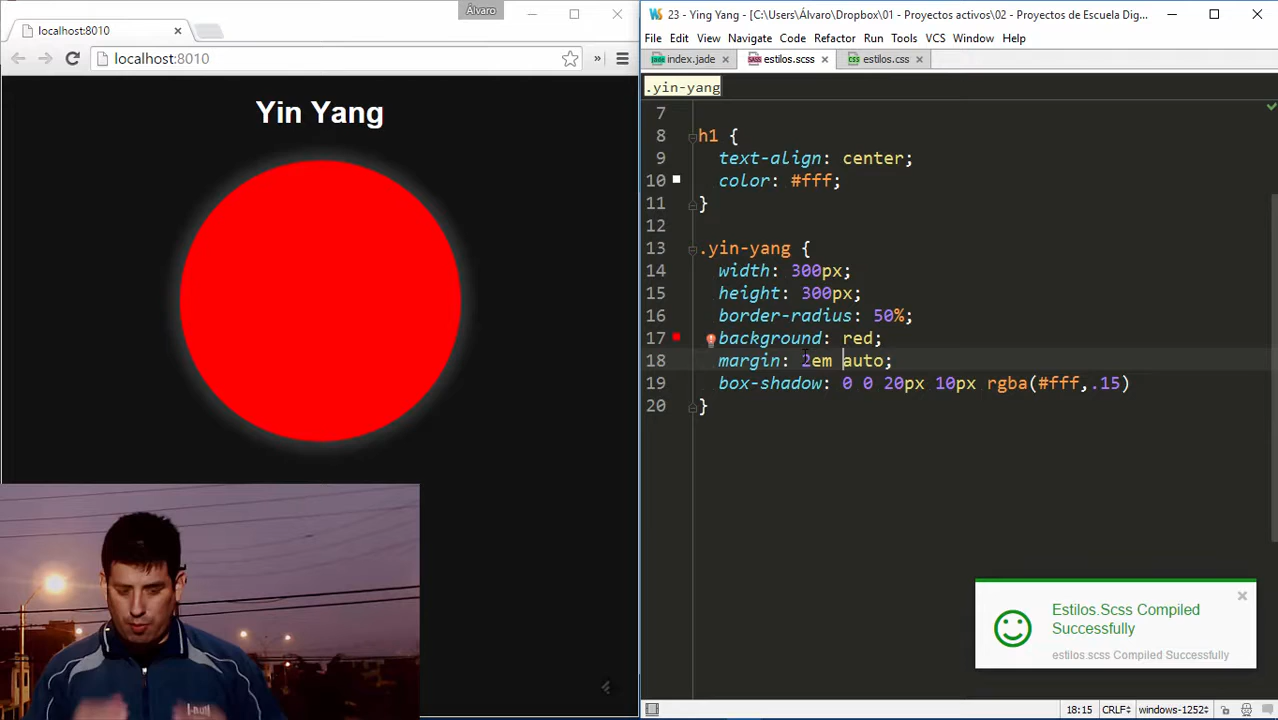 Álvaro
localhost:8010
localhost:8010
»
Yin Yang
23 - Ying Yang - [C:\Users\Álvaro\Dropbox\01 - Proyectos activos\02 - Proyectos de Escuela Dig...
File Edit View Navigate Code Refactor Run Tools VCS Window Help
index.jade estilos.scss estilos.css
.yin-yang
7
8 h1 {
9 text-align: center;
10 color: #fff;
11 }
12
13 .yin-yang {
14 width: 300px;
15 height: 300px;
16 border-radius: 50%;
17 background: red;
18 margin: 2em auto;
19 box-shadow: 0 0 20px 10px rgba(#fff,.15)
20 }
Estilos.Scss Compiled
Successfully
estilos.scss Compiled Successfully
18:15 CRLF windows-1252